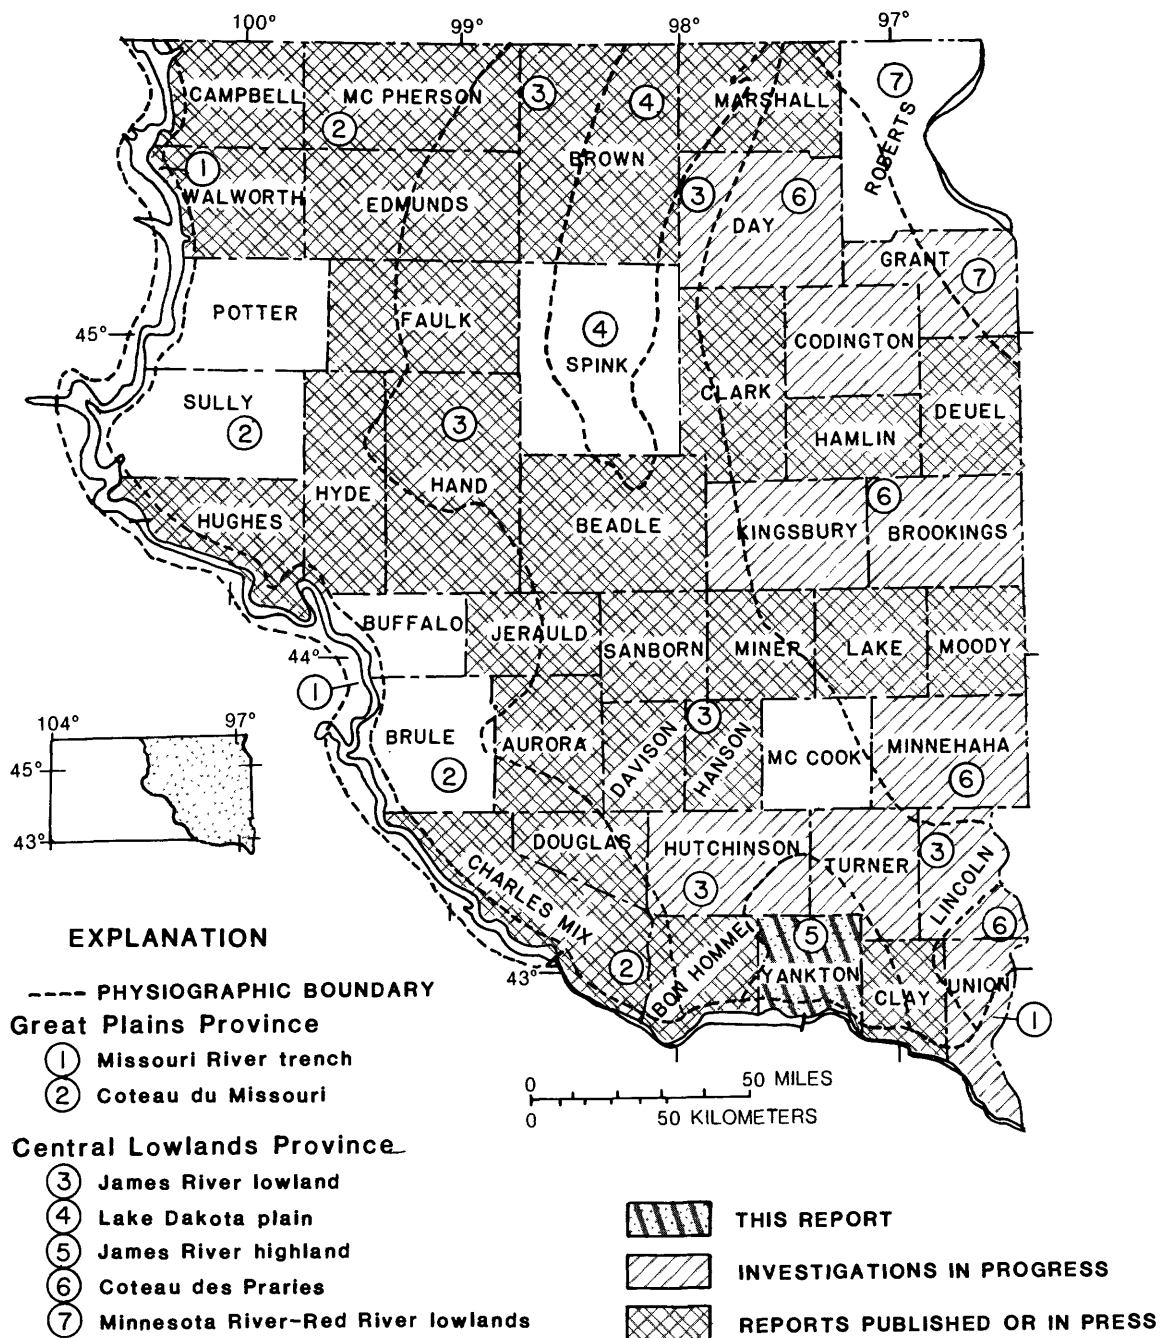 100° 99° 98° 97°
CAMPBELL
MC PHERSON
3
4
MARSHALL
7
2
ROBERTS
1
BROWN
WALWORTH
EDMUNDS
3
6
DAY
GRANT
7
POTTER
FAULK
4
SPINK
45°
CODINGTON
SULLY
2
3
CLARK
DEUEL
HAMLIN
HYDE
HAND
6
HUGHES
BEADLE
KINGSBURY
BROOKINGS
BUFFALO
JERAULD
SANBORN
MINER
LAKE
MOODY
44°
1
104° 97°
45°
43°
BRULE
2
AURORA
DAVISON
3
HANSON
MC COOK
MINNEHAHA
6
DOUGLAS
HUTCHINSON
3
TURNER
3
LINCOLN
CHARLES MIX
2
43°
BON HOMME
5
YANKTON
CLAY
6
UNION
1
0 50 MILES
0 50 KILOMETERS
EXPLANATION
PHYSIOGRAPHIC BOUNDARY
Great Plains Province
1 Missouri River trench
2 Coteau du Missouri
Central Lowlands Province
3 James River lowland
4 Lake Dakota plain
5 James River highland
6 Coteau des Praries
7 Minnesota River-Red River lowlands
THIS REPORT
INVESTIGATIONS IN PROGRESS
REPORTS PUBLISHED OR IN PRESS